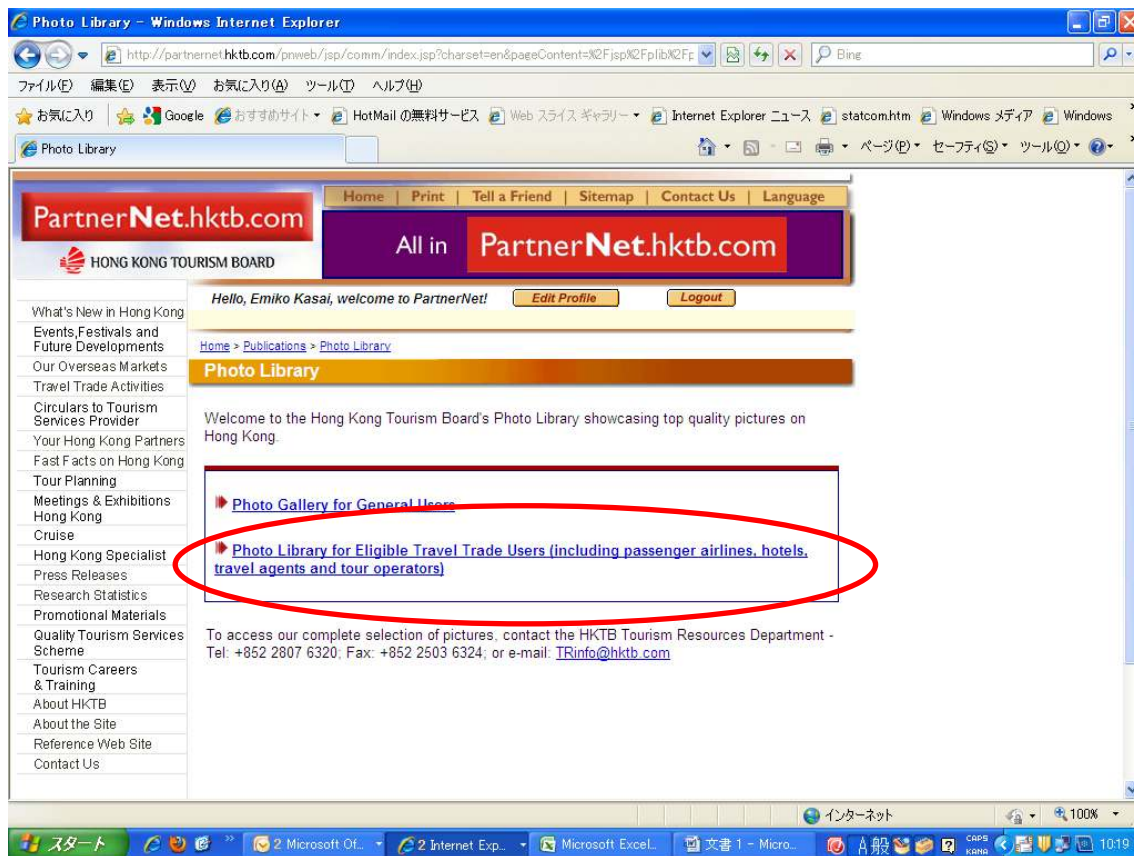 Photo Library - Windows Internet Explorer
http://partnernet.hktb.com/pnweb/jsp/comm/index.jsp?charset=en&pageContent=%2Fjsp%2Fplib%2Fp
Bing
ファイル(F) 編集(E) 表示(V) お気に入り(A) ツール(T) ヘルプ(H)
お気に入り Google おすすめサイト HotMail の無料サービス Web スライス ギャラリー Internet Explorer ニュース statcom.htm Windows メディア Windows
Photo Library
ページ(P) セーフティ(S) ツール(O)
Home | Print | Tell a Friend | Sitemap | Contact Us | Language
PartnerNet.hktb.com
HONG KONG TOURISM BOARD
All in PartnerNet.hktb.com
Hello, Emiko Kasai, welcome to PartnerNet! Edit Profile Logout
What's New in Hong Kong
Events,Festivals and
Future Developments
Our Overseas Markets
Travel Trade Activities
Circulars to Tourism
Services Provider
Your Hong Kong Partners
Fast Facts on Hong Kong
Tour Planning
Meetings & Exhibitions
Hong Kong
Cruise
Hong Kong Specialist
Press Releases
Research Statistics
Promotional Materials
Quality Tourism Services
Scheme
Tourism Careers
& Training
About HKTB
About the Site
Reference Web Site
Contact Us
Home > Publications > Photo Library
Photo Library
Welcome to the Hong Kong Tourism Board's Photo Library showcasing top quality pictures on
Hong Kong.
Photo Gallery for General Users
Photo Library for Eligible Travel Trade Users (including passenger airlines, hotels,
travel agents and tour operators)
To access our complete selection of pictures, contact the HKTB Tourism Resources Department -
Tel: +852 2807 6320; Fax: +852 2503 6324; or e-mail: TRinfo@hktb.com
インターネット 100%
スタート 2 Microsoft Of... 2 Internet Exp... Microsoft Excel... 文書 1 - Micro... A 般 CAPS KANA 10:19